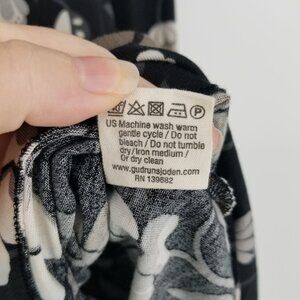 US Machine wash warm
gentle cycle / Do not
bleach / Do not tumble
dry / Iron medium /
Or dry clean
www.gudrunsjoden.com
RN 139682